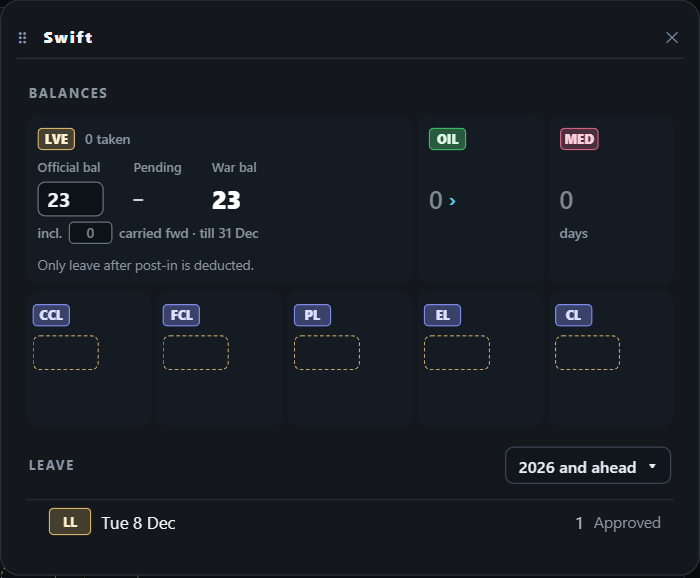 Swift
BALANCES
LVE 0 taken
Official bal Pending War bal
23 – 23
incl. 0 carried fwd · till 31 Dec
Only leave after post-in is deducted.
OIL
0 ›
MED
0
days
CCL FCL PL EL CL
LEAVE 2026 and ahead
LL Tue 8 Dec 1 Approved